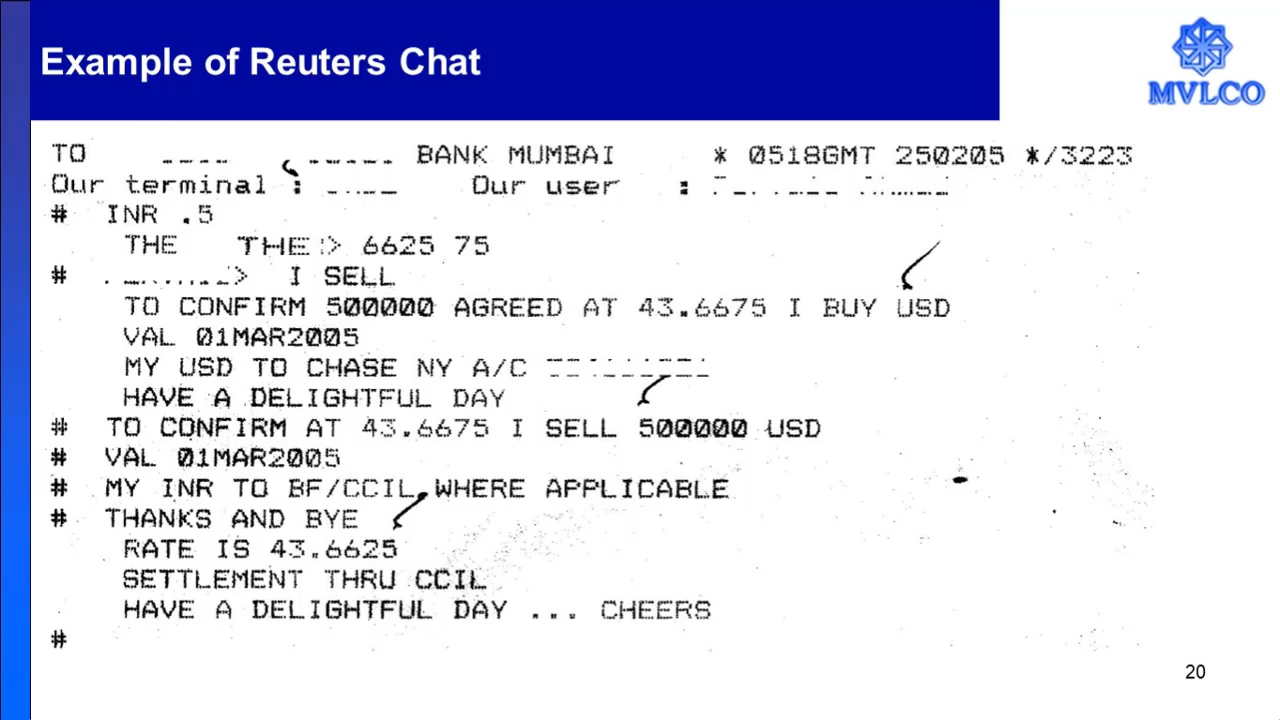 Example of Reuters Chat
MVLCO
TO BANK MUMBAI * 0518GMT 250205 */3223
Our terminal : Our user :
# INR .5
THE THE:> 6625 75
# > I SELL
TO CONFIRM 500000 AGREED AT 43.6675 I BUY USD
VAL 01MAR2005
MY USD TO CHASE NY A/C
HAVE A DELIGHTFUL DAY
# TO CONFIRM AT 43.6675 I SELL 500000 USD
# VAL 01MAR2005
# MY INR TO BF/CCIL WHERE APPLICABLE
# THANKS AND BYE
RATE IS 43.6625
SETTLEMENT THRU CCIL
HAVE A DELIGHTFUL DAY ... CHEERS
#
20